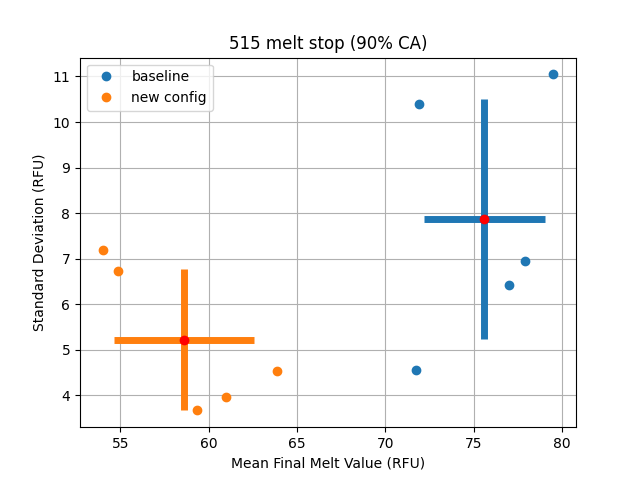 515 melt stop (90% CA)
baseline
new config
Standard Deviation (RFU)
11
10
9
8
7
6
5
4
55
60
65
70
75
80
Mean Final Melt Value (RFU)